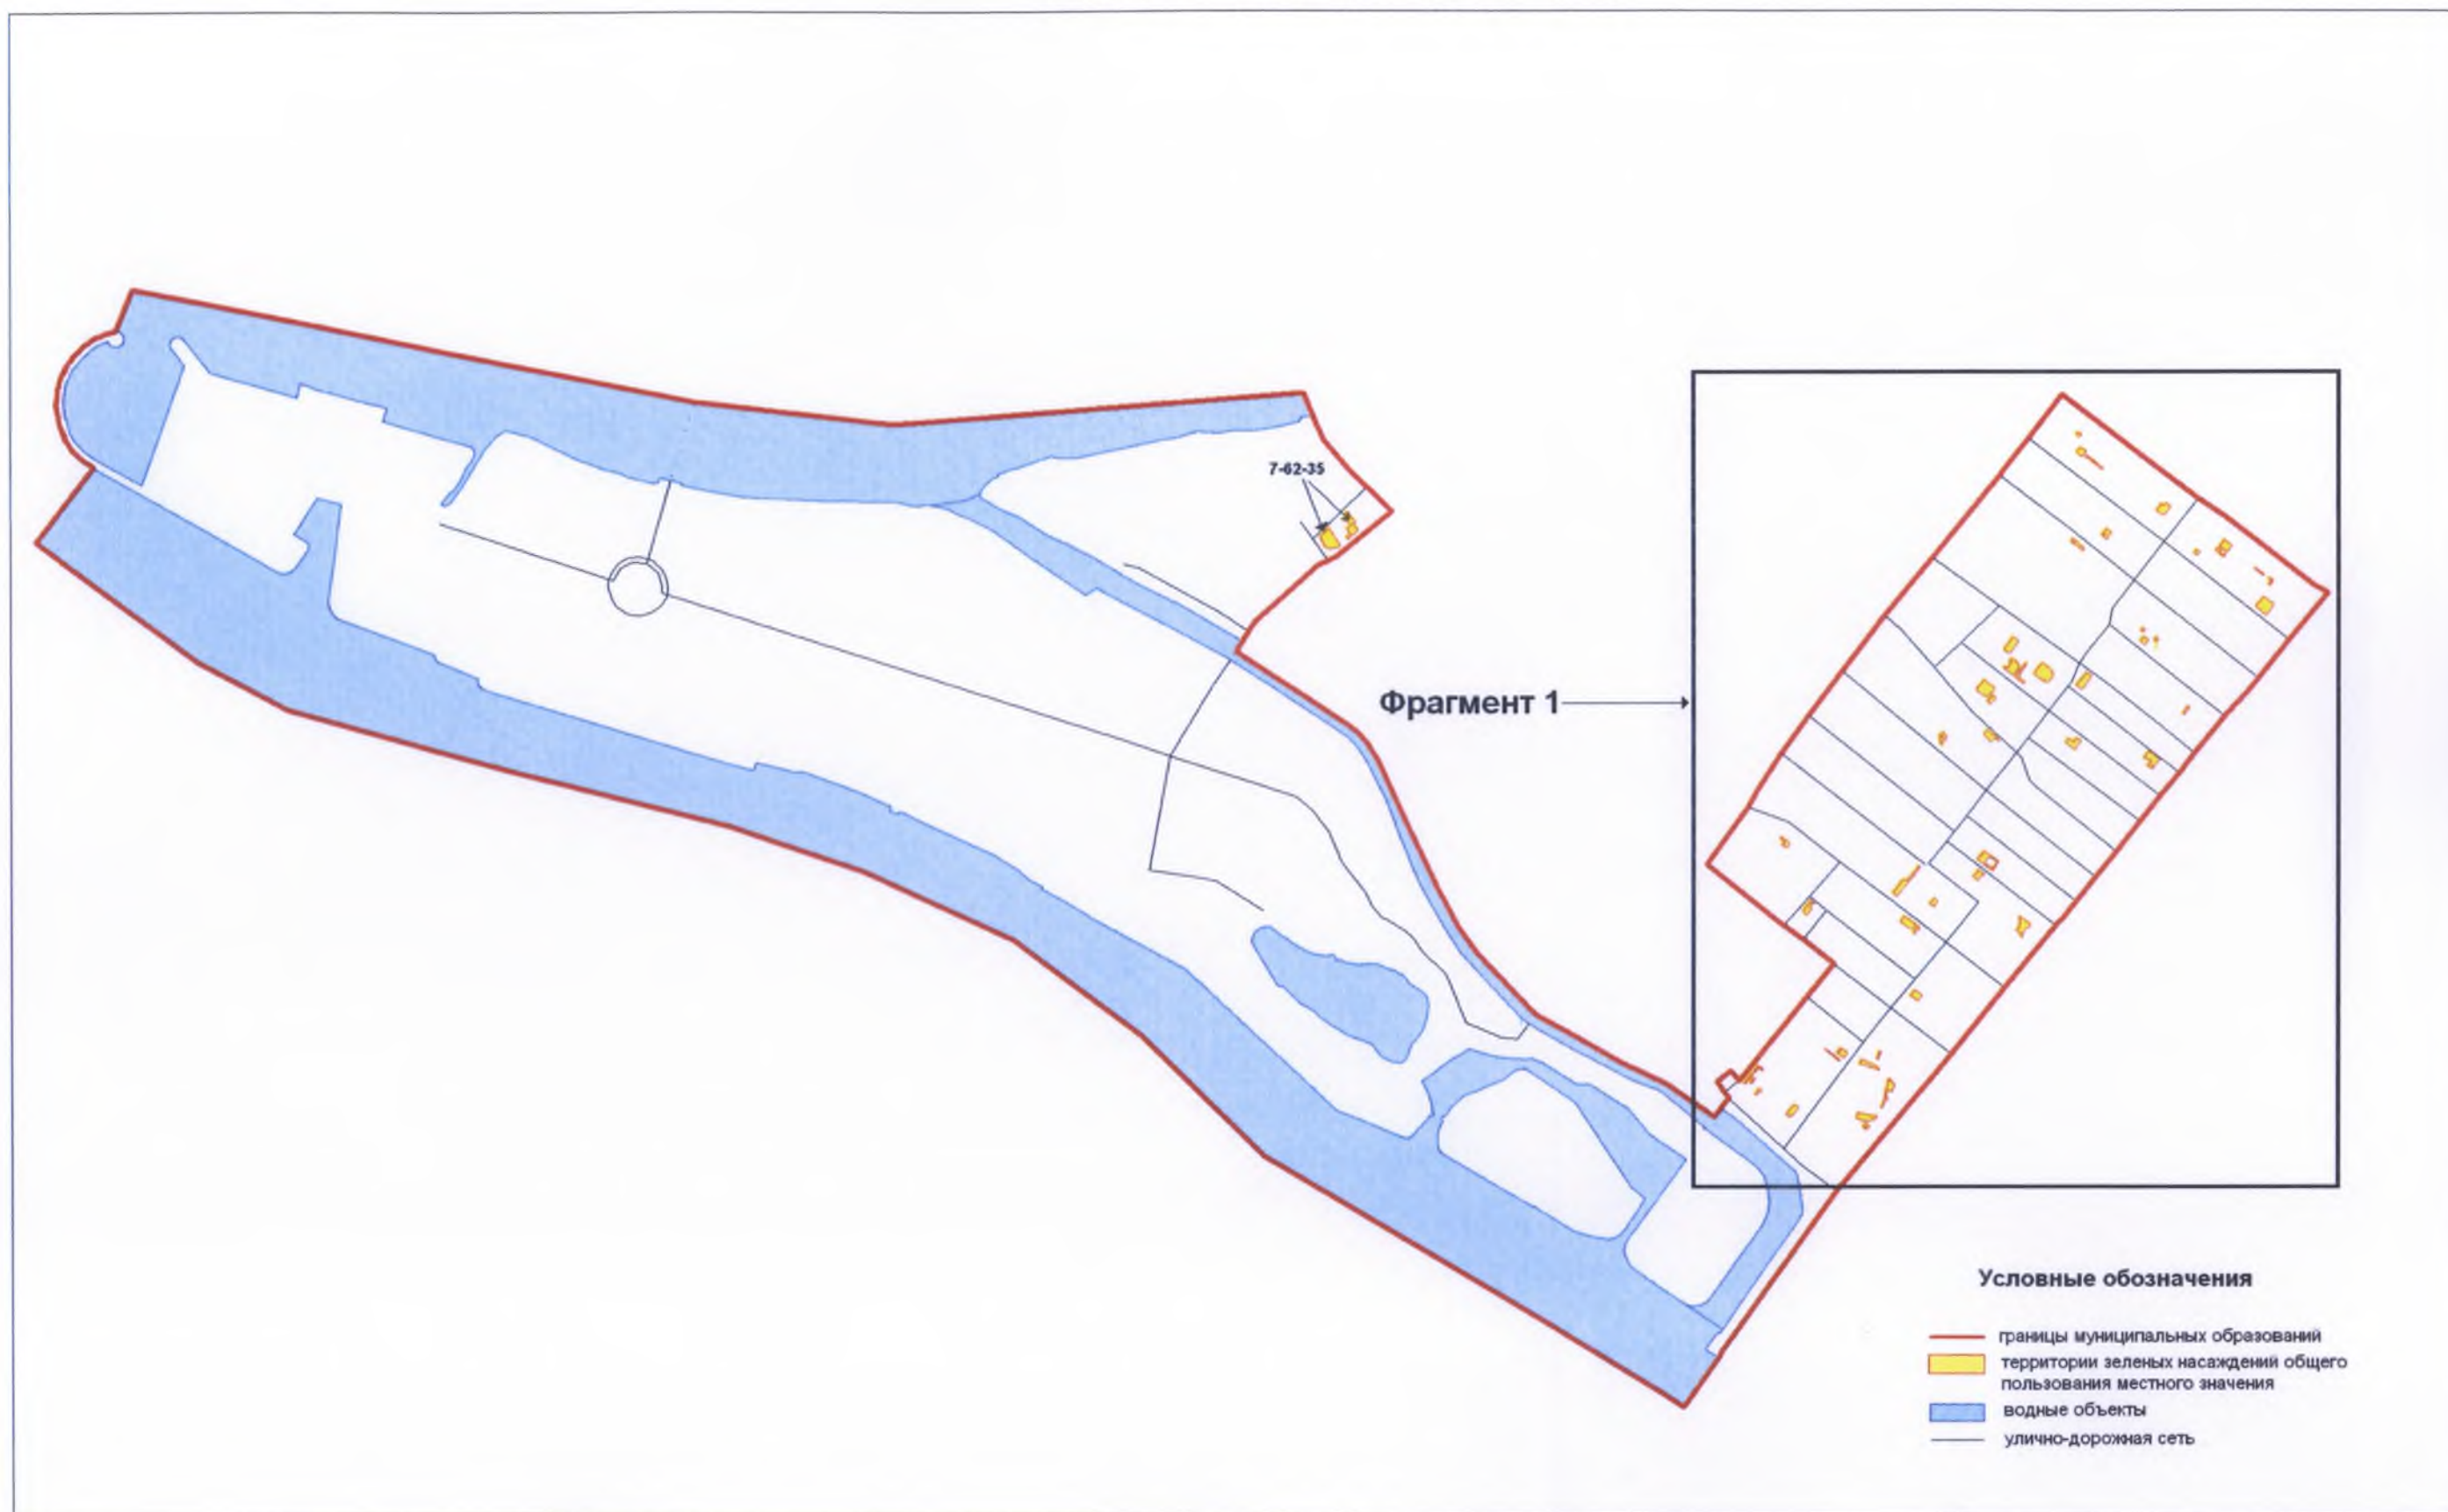 7-62-35
Фрагмент 1
Условные обозначения
границы муниципальных образований
территории зеленых насаждений общего
пользования местного значения
водные объекты
улично-дорожная сеть